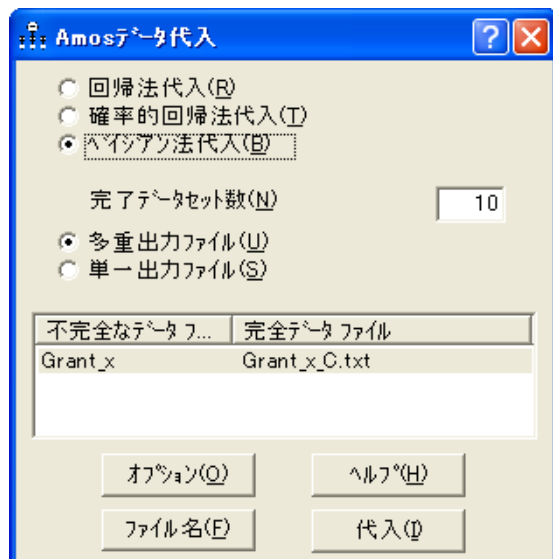 Amosﾃﾞｰﾀ代入
回帰法代入(R)
確率的回帰法代入(T)
ﾍﾞｲｼﾞｱﾝ法代入(B)
完了ﾃﾞｰﾀｾｯﾄ数(N) 10
多重出力ﾌｧｲﾙ(U)
単一出力ﾌｧｲﾙ(S)
不完全なﾃﾞｰﾀ ﾌ... 完全ﾃﾞｰﾀ ﾌｧｲﾙ
Grant_x Grant_x_C.txt
ｵﾌﾟｼｮﾝ(O) ﾍﾙﾌﾟ(H)
ﾌｧｲﾙ名(F) 代入(I)